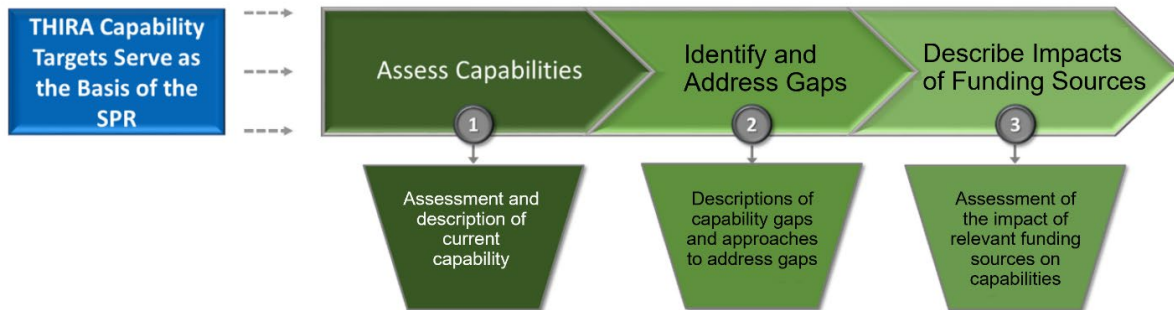 THIRA Capability
Targets Serve as
the Basis of the
SPR
Assess Capabilities
Identify and
Address Gaps
Describe Impacts
of Funding Sources
1
2
3
Assessment and
description of
current
capability
Descriptions of
capability gaps
and approaches
to address gaps
Assessment of
the impact of
relevant funding
sources on
capabilities